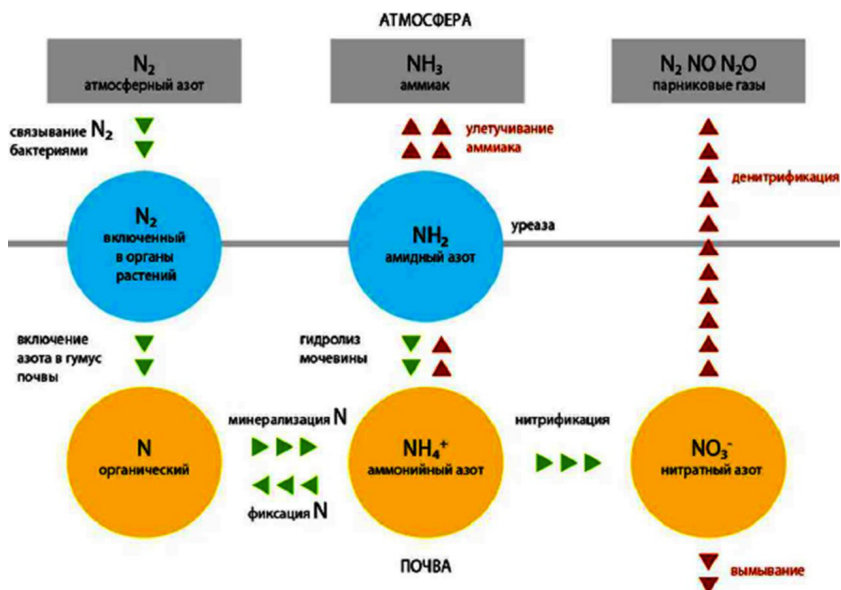 АТМОСФЕРА
N₂
атмосферный азот
NH₃
аммиак
N₂ NO N₂O
парниковые газы
связывание N₂
бактериями
улетучивание
аммиака
денитрификация
N₂
включенный
в органы
растений
NH₂
амидный азот
уреаза
включение
азота в гумус
почвы
гидролиз
мочевины
N
органический
минерализация N
фиксация N
NH₄⁺
аммонийный азот
нитрификация
NO₃⁻
нитратный азот
ПОЧВА
вымывание